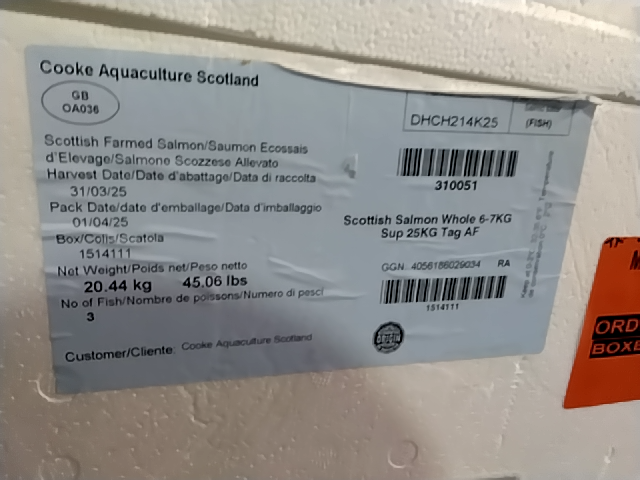 Cooke Aquaculture Scotland
GB
OA036
DHCH214K25
(FISH)
Scottish Farmed Salmon/Saumon Ecossais
d'Elevage/Salmone Scozzese Allevato
Harvest Date/Date d'abattage/Data di raccolta
31/03/25
310051
Pack Date/date d'emballage/Data d'imballaggio
01/04/25
Scottish Salmon Whole 6-7KG
Sup 25KG Tag AF
Box/Colis/Scatola
1514111
Net Weight/Poids net/Peso netto
20.44 kg 45.06 lbs
GGN: 4056186029034 RA
1514111
No of Fish/Nombre de poissons/Numero di pesci
3
Customer/Cliente: Cooke Aquaculture Scotland
ORD
BOXE